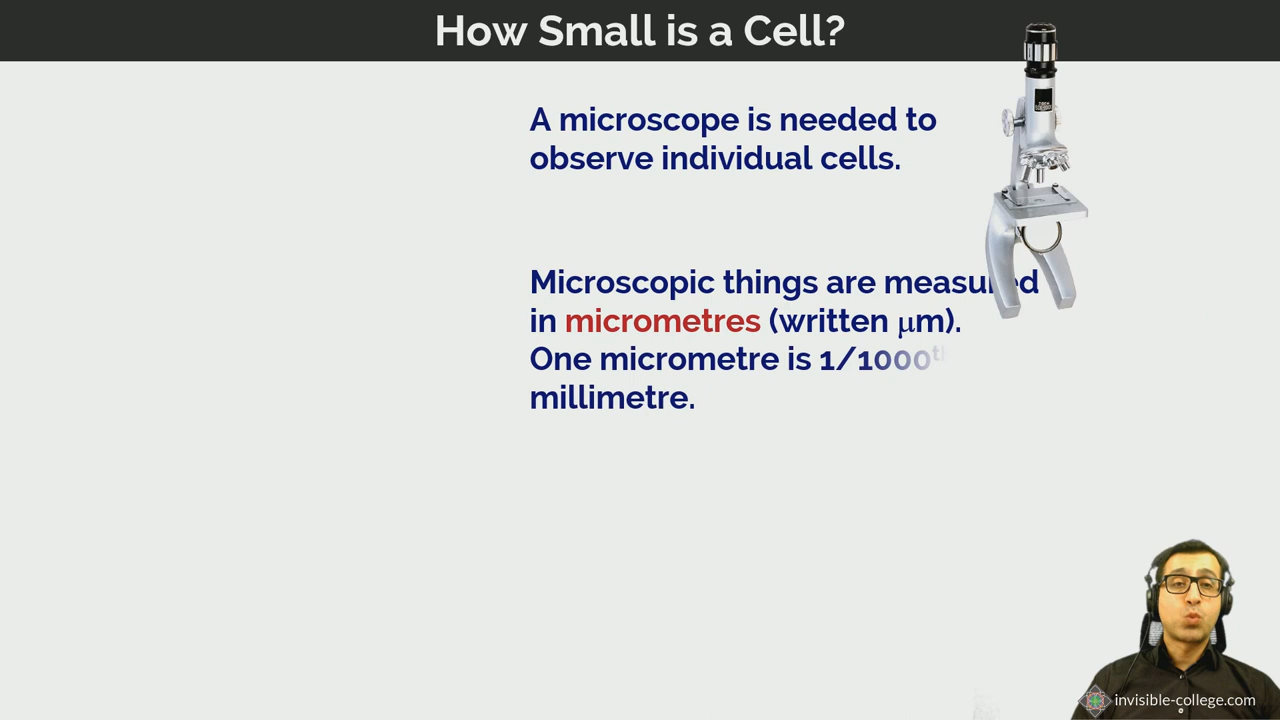 How Small is a Cell?
A microscope is needed to
observe individual cells.
Microscopic things are measured
in micrometres (written μm).
One micrometre is 1/1000th
millimetre.
invisible-college.com